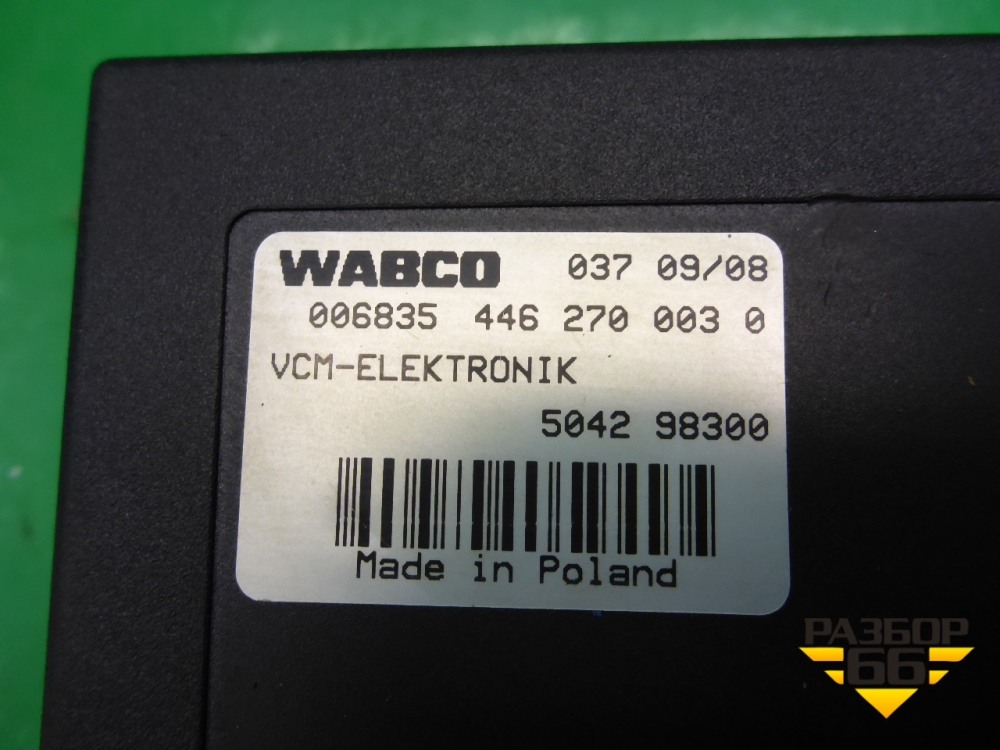 WABCO 037 09/08
006835 446 270 003 0
VCM-ELEKTRONIK
5042 98300
Made in Poland
РАЗБОР
66